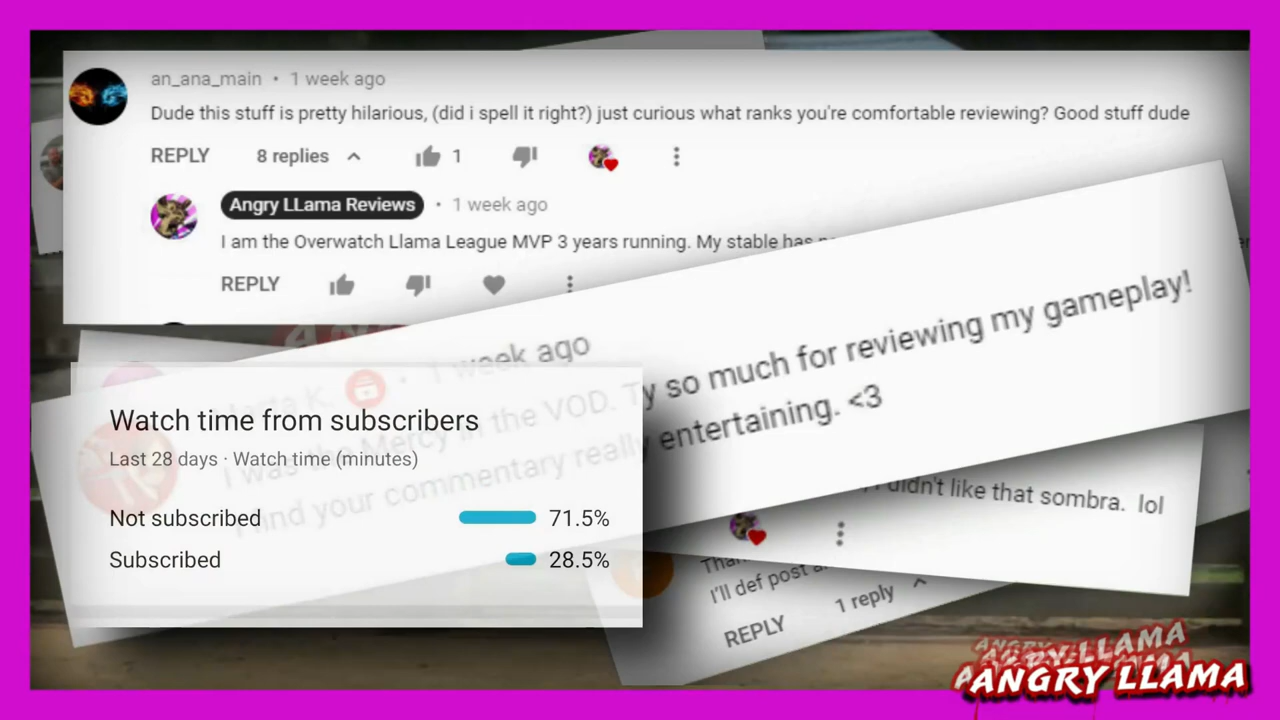 an_ana_main • 1 week ago
Dude this stuff is pretty hilarious, (did i spell it right?) just curious what ranks you're comfortable reviewing? Good stuff dude
REPLY 8 replies 1
Angry LLama Reviews • 1 week ago
I am the Overwatch Llama League MVP 3 years running. My stable has
REPLY
• 1 week ago
I was the Mercy in the VOD. Ty so much for reviewing my gameplay!
I find your commentary really entertaining. <3
Watch time from subscribers
Last 28 days · Watch time (minutes)
Not subscribed 71.5%
Subscribed 28.5%
didn't like that sombra. lol
I'll def post
REPLY 1 reply
ANGRY LLAMA
ANGRY LLAMA